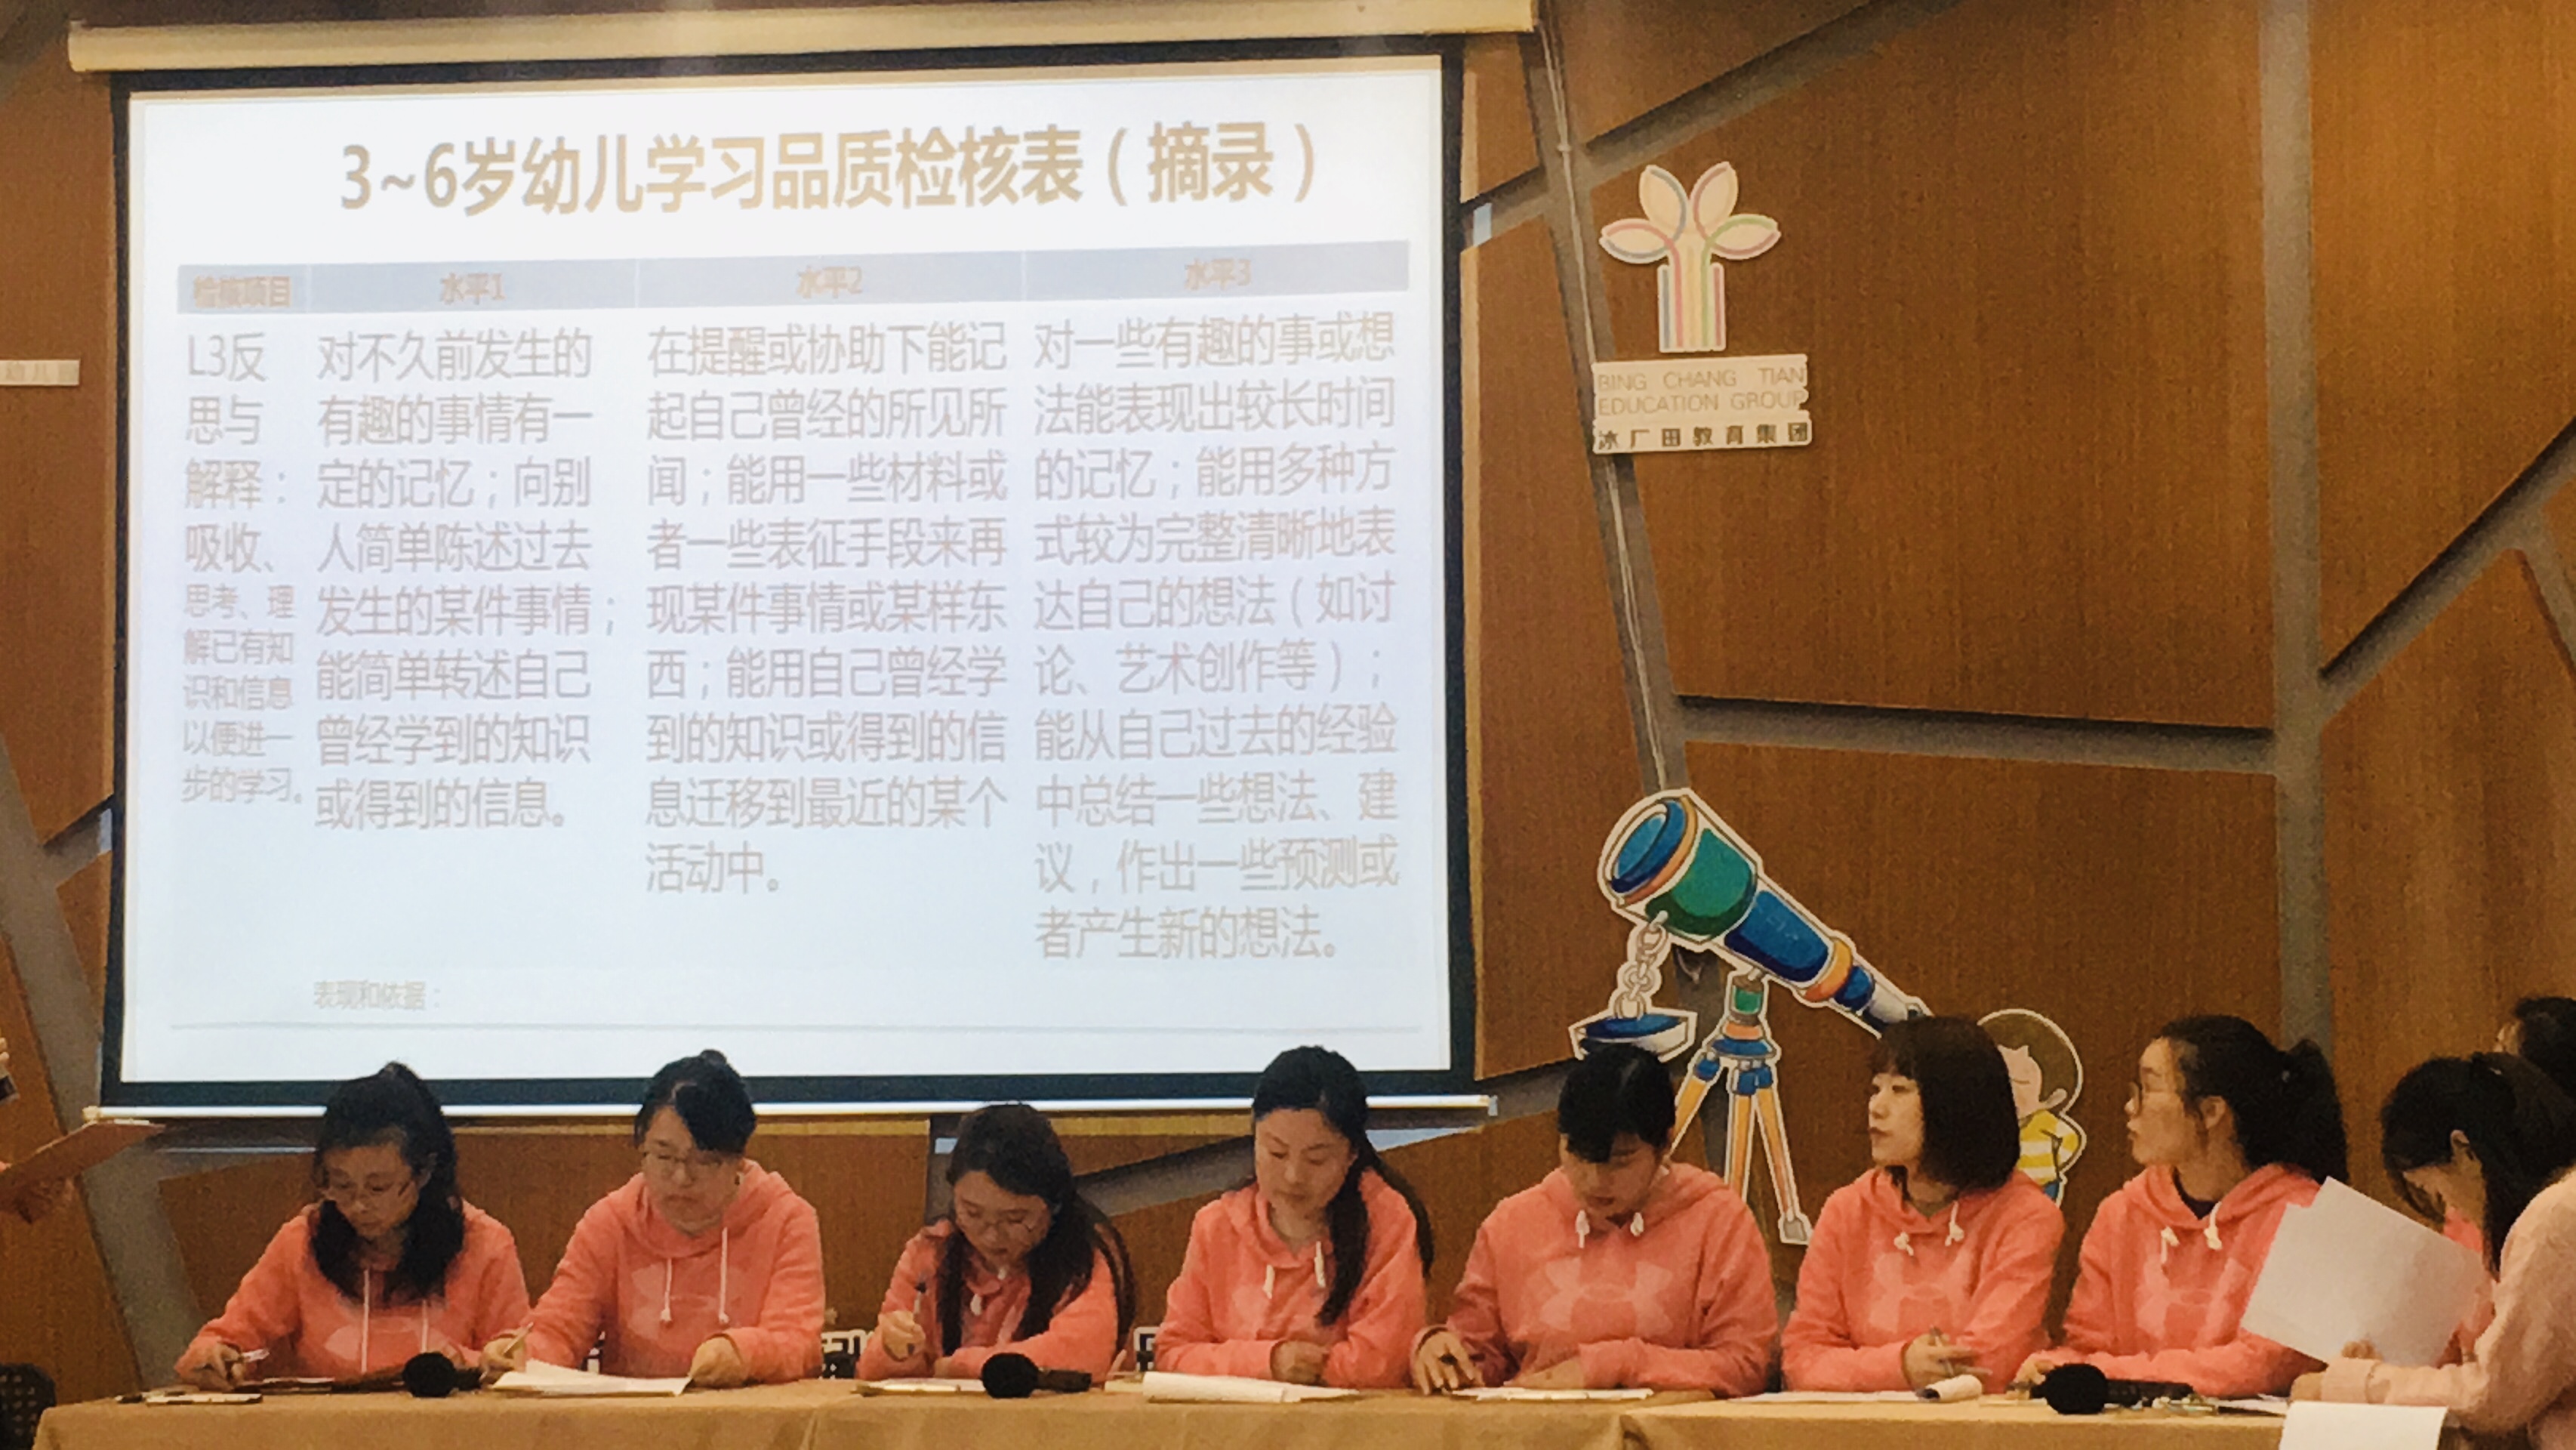 3~6岁幼儿学习品质检核表（摘录）
检核项目 水平1 水平2 水平3
L3反
思与
解释：
吸收、
思考、理
解已有知
识和信息
以便进一
步的学习。
对不久前发生的
有趣的事情有一
定的记忆；向别
人简单陈述过去
发生的某件事情；
能简单转述自己
曾经学到的知识
或得到的信息。
在提醒或协助下能记
起自己曾经的所见所
闻；能用一些材料或
者一些表征手段来再
现某件事情或某样东
西；能用自己曾经学
到的知识或得到的信
息迁移到最近的某个
活动中。
对一些有趣的事或想
法能表现出较长时间
的记忆；能用多种方
式较为完整清晰地表
达自己的想法（如讨
论、艺术创作等）；
能从自己过去的经验
中总结一些想法、建
议，作出一些预测或
者产生新的想法。
表现和依据：
BING CHANG TIAN
EDUCATION GROUP
冰厂田教育集团
幼儿